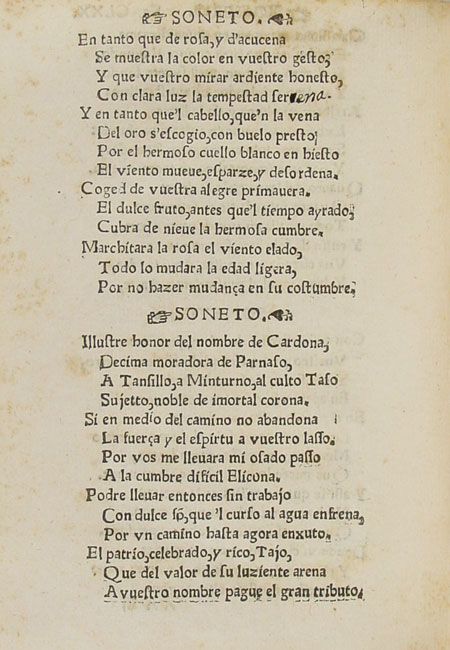 ☞ SONETO. ☜
En tanto que de rosa, y d'açucena
Se muestra la color en vuestro gesto;
Y que vuestro mirar ardiente honesto,
Con clara luz la tempestad serena.
Y en tanto que'l cabello, que'n la vena
Del oro s'escogio, con buelo presto;
Por el hermoso cuello blanco en hiesto
El viento mueue, esparze, y desordena.
Coged de vuestra alegre primauera.
El dulce fruto, antes que'l tiempo ayrado;
Cubra de nieue la hermosa cumbre.
Marchitara la rosa el viento elado,
Todo lo mudara la edad ligera,
Por no hazer mudança en su costumbre.
☞ SONETO. ☜
Illustre honor del nombre de Cardona,
Decima moradora de Parnaso,
A Tansillo, a Minturno, al culto Taso
Sujetto, noble de imortal corona.
Si en medio del camino no abandona
La fuerça y el espirtu a vuestro lasso.
Por vos me lleuara mi osado passo
A la cumbre dificil Elicona.
Podre lleuar entonces sin trabajo
Con dulce sõ, que 'l curso al agua enfrena,
Por vn camino hasta agora enxuto.
El patrio, celebrado, y rico, Tajo,
Que del valor de su luziente arena
A vuestro nombre pague el gran tributo.